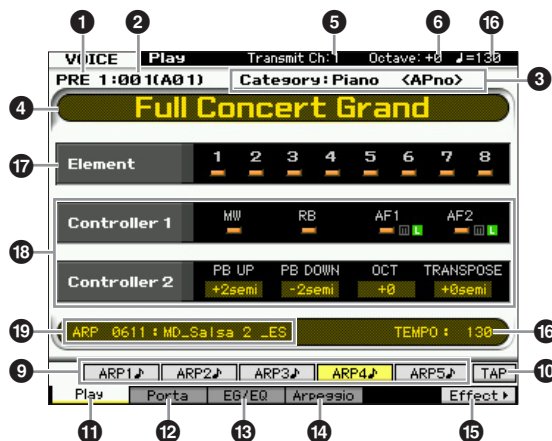 1 2 5 6 16
VOICE Play Transmit Ch:1 Octave:+0 ♩=130
PRE 1:001(A01) Category:Piano <APno> 3
4 Full Concert Grand
17 Element 1 2 3 4 5 6 7 8
Controller 1 MW RB AF1 AF2
m L m L
18
Controller 2 PB UP PB DOWN OCT TRANSPOSE
+2semi -2semi +0 +0semi
19 ARP 0611:MD_Salsa 2 _ES TEMPO: 130 16
9 ARP1♪ ARP2♪ ARP3♪ ARP4♪ ARP5♪ TAP 10
Play Porta EG/EQ Arpeggio Effect
11 12 13 14 15